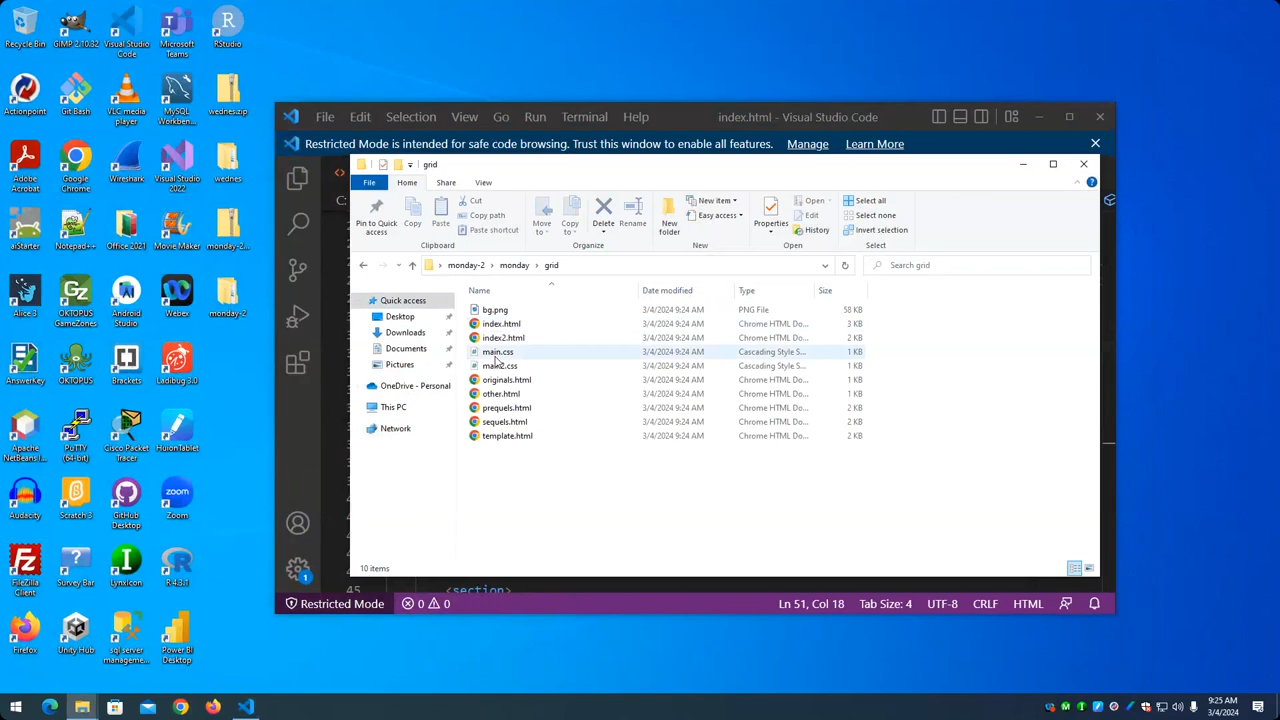 Recycle Bin
GIMP 2.10.32
Visual Studio Code
Microsoft Teams
RStudio
Actionpoint
Git Bash
VLC media player
MySQL Workben...
wednes.zip
Adobe Acrobat
Google Chrome
Wireshark
Visual Studio 2022
wednes
aiStarter
Notepad++
Office 2021
Movie Maker
monday-2...
Alice 3
OKTOPUS GameZones
Android Studio
Webex
monday-2
AnswerKey
OKTOPUS
Brackets
Ladibug 3.0
Apache NetBeans I...
PuTTY (64-bit)
Cisco Packet Tracer
HuionTablet
Audacity
Scratch 3
GitHub Desktop
Zoom
FileZilla Client
Survey Bar
Lynxicon
R 4.3.1
Firefox
Unity Hub
sql server manageme...
Power BI Desktop
File Edit Selection View Go Run Terminal Help index.html - Visual Studio Code
Restricted Mode is intended for safe code browsing. Trust this window to enable all features. Manage Learn More
grid
File Home Share View
Pin to Quick access
Copy
Paste
Cut
Copy path
Paste shortcut
Clipboard
Move to
Copy to
Delete
Rename
Organize
New folder
New item
Easy access
New
Properties
Open
Edit
History
Open
Select all
Select none
Invert selection
Select
monday-2 > monday > grid
Search grid
Name Date modified Type Size
Quick access
Desktop
Downloads
Documents
Pictures
OneDrive - Personal
This PC
Network
bg.png 3/4/2024 9:24 AM PNG File 58 KB
index.html 3/4/2024 9:24 AM Chrome HTML Do... 3 KB
index2.html 3/4/2024 9:24 AM Chrome HTML Do... 2 KB
main.css 3/4/2024 9:24 AM Cascading Style S... 1 KB
main2.css 3/4/2024 9:24 AM Cascading Style S... 1 KB
originals.html 3/4/2024 9:24 AM Chrome HTML Do... 1 KB
other.html 3/4/2024 9:24 AM Chrome HTML Do... 1 KB
prequels.html 3/4/2024 9:24 AM Chrome HTML Do... 2 KB
sequels.html 3/4/2024 9:24 AM Chrome HTML Do... 2 KB
template.html 3/4/2024 9:24 AM Chrome HTML Do... 2 KB
10 items
45 <section>
Restricted Mode 0 0 Ln 51, Col 18 Tab Size: 4 UTF-8 CRLF HTML
9:25 AM
3/4/2024